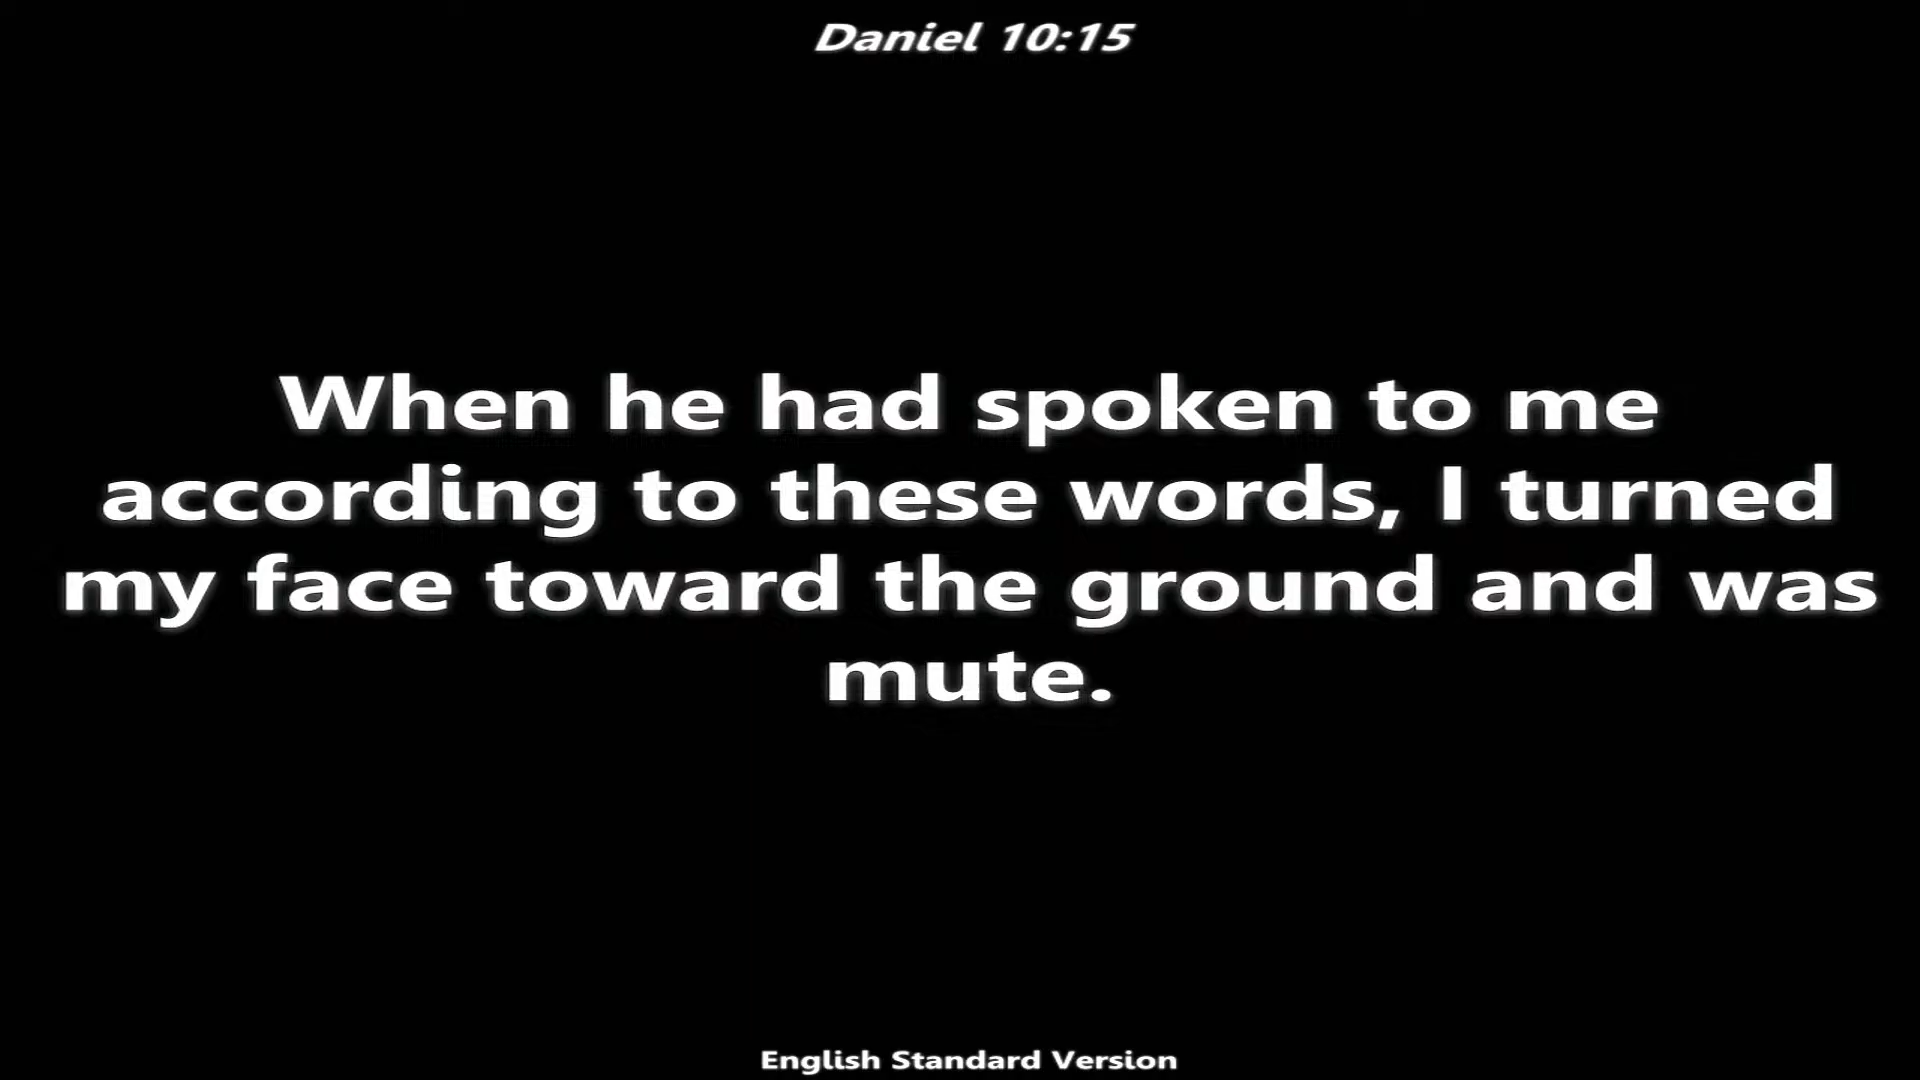 Daniel 10:15
When he had spoken to me
according to these words, I turned
my face toward the ground and was
mute.
English Standard Version